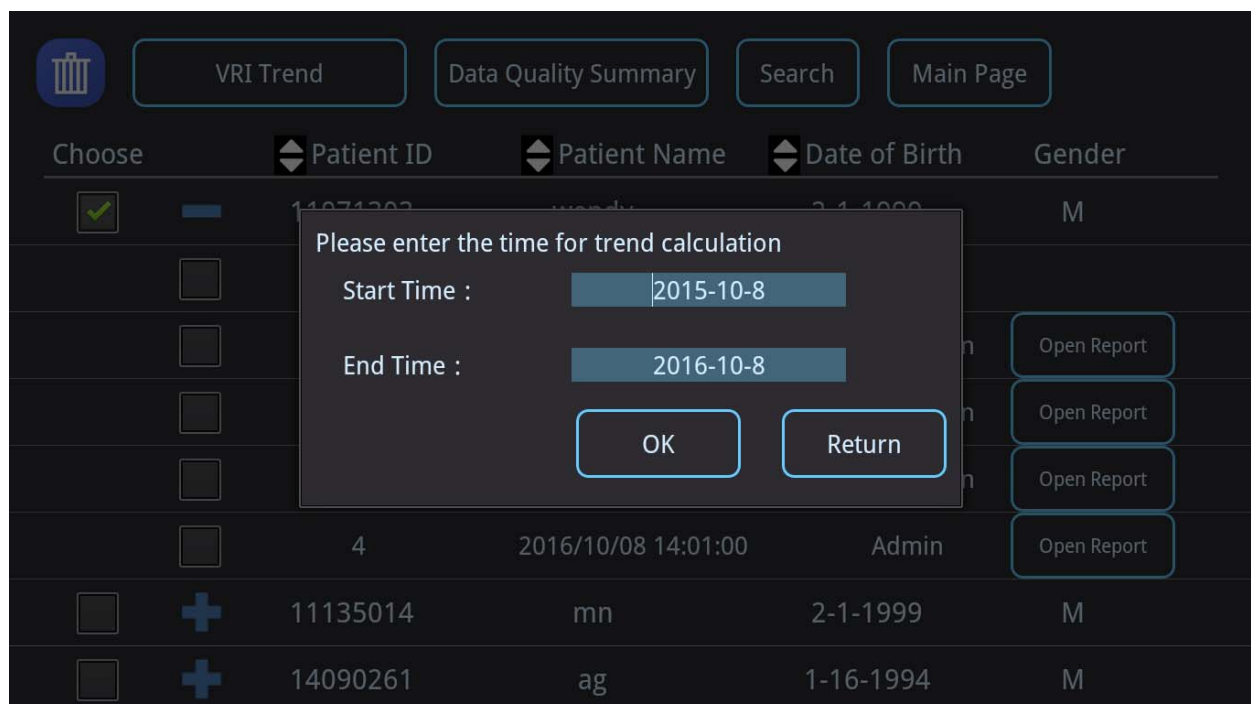 VRI Trend Data Quality Summary Search Main Page
Choose Patient ID Patient Name Date of Birth Gender
M
Please enter the time for trend calculation
Start Time : 2015-10-8
Open Report
End Time : 2016-10-8
Open Report
OK Return
Open Report
4 2016/10/08 14:01:00 Admin Open Report
11135014 mn 2-1-1999 M
14090261 ag 1-16-1994 M